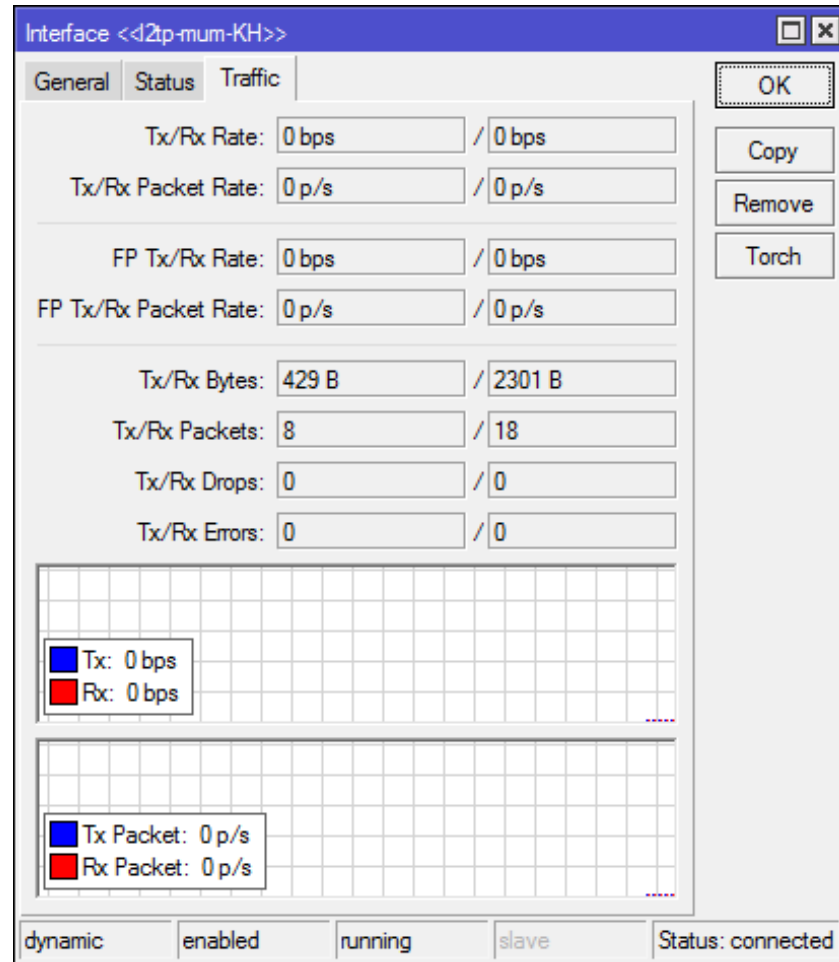 Interface <<l2tp-mum-KH>>
General Status Traffic
OK
Copy
Remove
Torch
Tx/Rx Rate: 0 bps / 0 bps
Tx/Rx Packet Rate: 0 p/s / 0 p/s
FP Tx/Rx Rate: 0 bps / 0 bps
FP Tx/Rx Packet Rate: 0 p/s / 0 p/s
Tx/Rx Bytes: 429 B / 2301 B
Tx/Rx Packets: 8 / 18
Tx/Rx Drops: 0 / 0
Tx/Rx Errors: 0 / 0
Tx: 0 bps
Rx: 0 bps
Tx Packet: 0 p/s
Rx Packet: 0 p/s
dynamic enabled running slave Status: connected